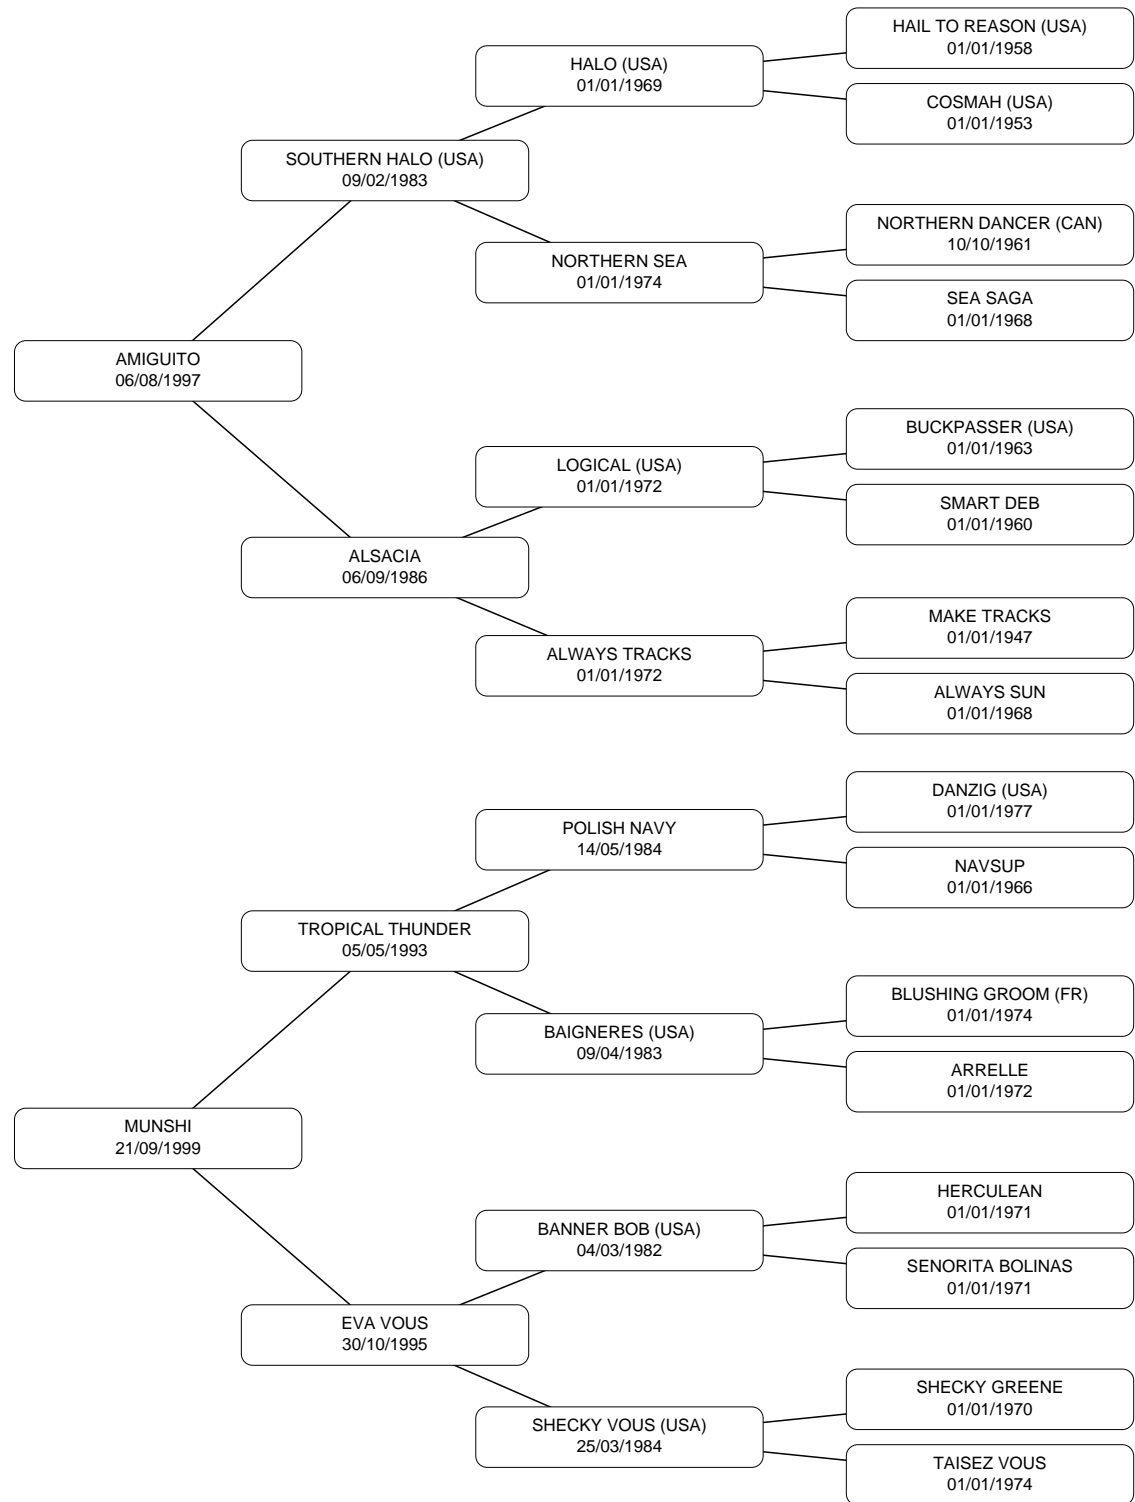 HAIL TO REASON (USA)
01/01/1958
HALO (USA)
01/01/1969
COSMAH (USA)
01/01/1953
SOUTHERN HALO (USA)
09/02/1983
NORTHERN DANCER (CAN)
10/10/1961
NORTHERN SEA
01/01/1974
SEA SAGA
01/01/1968
AMIGUITO
06/08/1997
BUCKPASSER (USA)
01/01/1963
LOGICAL (USA)
01/01/1972
SMART DEB
01/01/1960
ALSACIA
06/09/1986
MAKE TRACKS
01/01/1947
ALWAYS TRACKS
01/01/1972
ALWAYS SUN
01/01/1968
DANZIG (USA)
01/01/1977
POLISH NAVY
14/05/1984
NAVSUP
01/01/1966
TROPICAL THUNDER
05/05/1993
BLUSHING GROOM (FR)
01/01/1974
BAIGNERES (USA)
09/04/1983
ARRELLE
01/01/1972
MUNSHI
21/09/1999
HERCULEAN
01/01/1971
BANNER BOB (USA)
04/03/1982
SENORITA BOLINAS
01/01/1971
EVA VOUS
30/10/1995
SHECKY GREENE
01/01/1970
SHECKY VOUS (USA)
25/03/1984
TAISEZ VOUS
01/01/1974